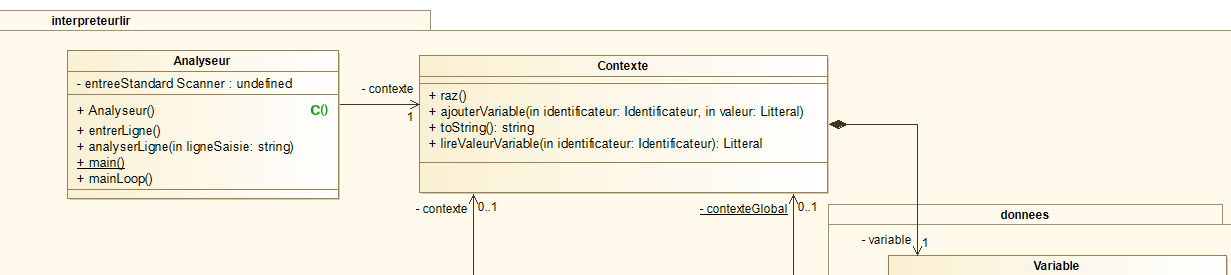 interpreteurlir
Analyseur
- entreeStandard Scanner : undefined
+ Analyseur() C()
+ entrerLigne()
+ analyserLigne(in ligneSaisie: string)
+ main()
+ mainLoop()
- contexte
1
Contexte
+ raz()
+ ajouterVariable(in identificateur: Identificateur, in valeur: Litteral)
+ toString(): string
+ lireValeurVariable(in identificateur: Identificateur): Litteral
- contexte 0..1
- contexteGlobal 0..1
donnees
- variable 1
Variable